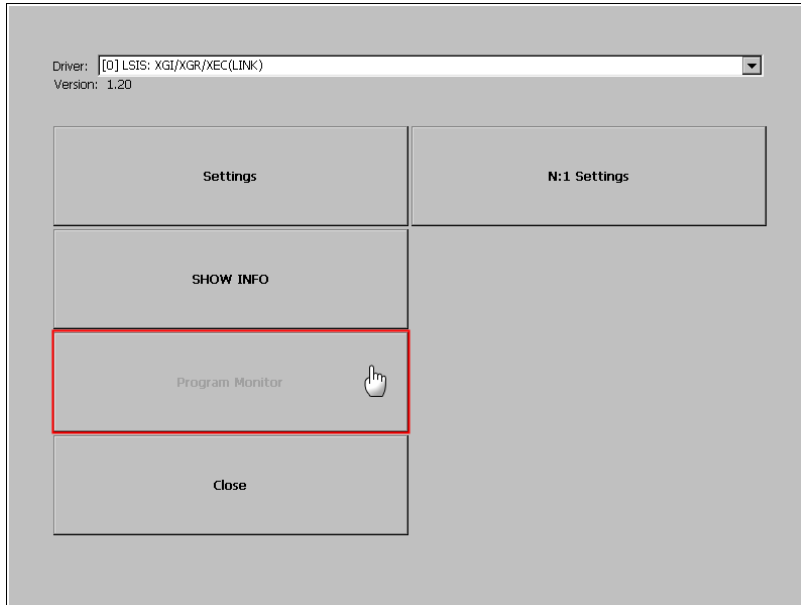 Driver: [0] LSIS: XGI/XGR/XEC(LINK)
Version: 1.20
Settings
N:1 Settings
SHOW INFO
Program Monitor
Close